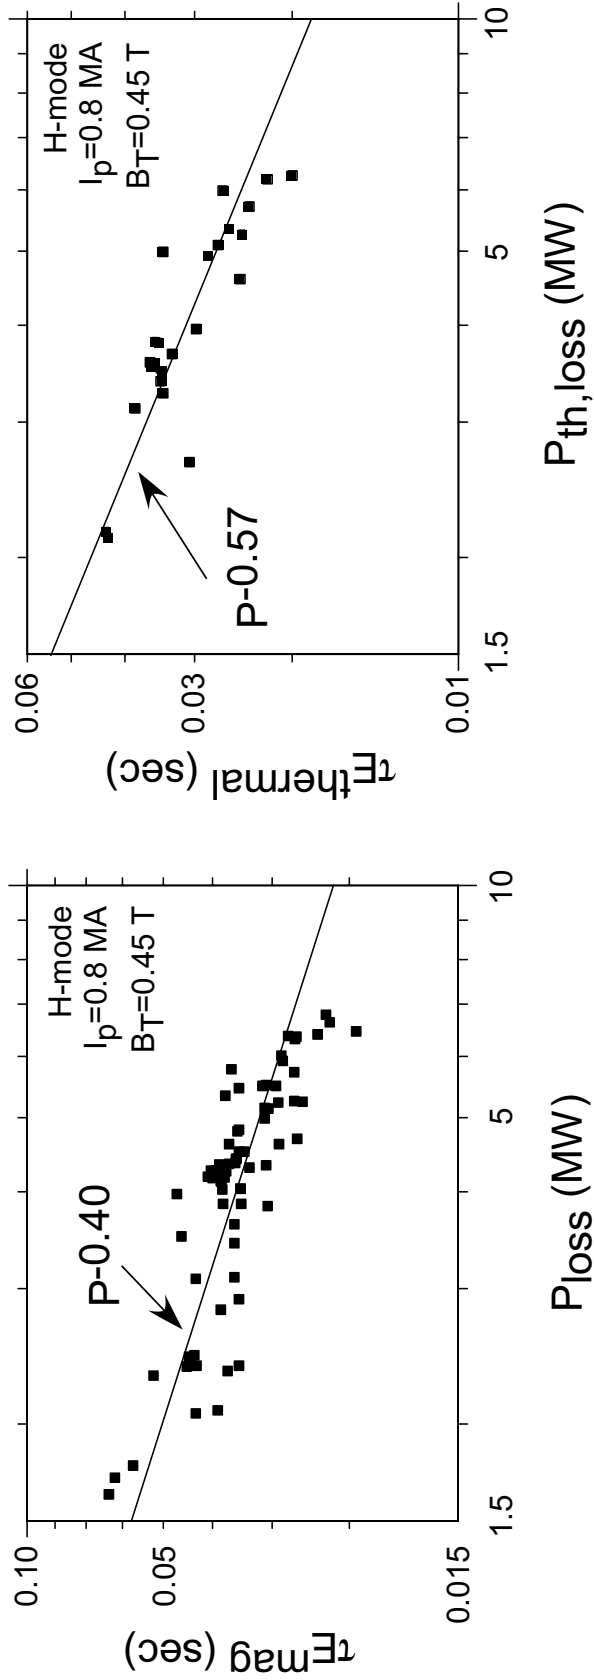 0.10
0.05
0.015
τEmag (sec)
H-mode
Ip=0.8 MA
BT=0.45 T
P-0.40
1.5
5
10
Ploss (MW)
0.06
0.03
0.01
τEthermal (sec)
H-mode
Ip=0.8 MA
BT=0.45 T
P-0.57
1.5
5
10
Pth,loss (MW)